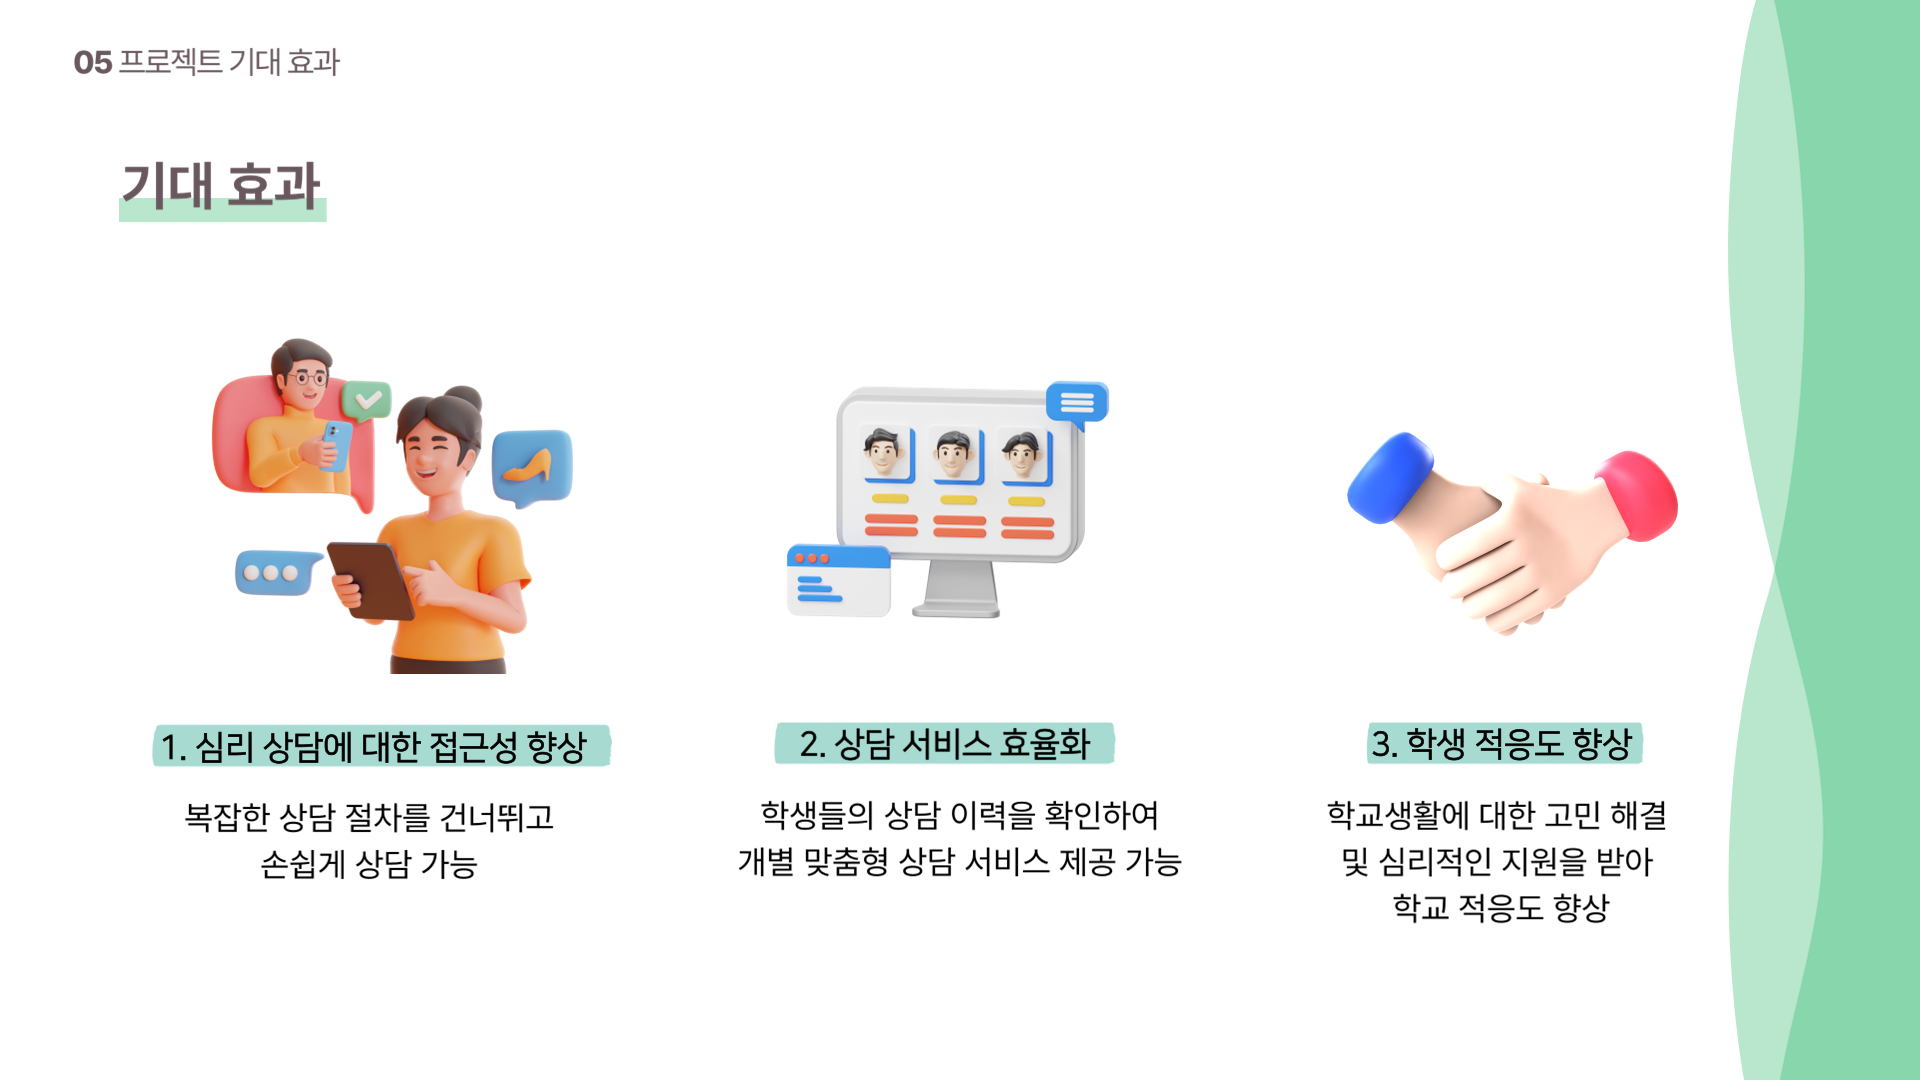 05 프로젝트 기대 효과
기대 효과
1. 심리 상담에 대한 접근성 향상
복잡한 상담 절차를 건너뛰고
손쉽게 상담 가능
2. 상담 서비스 효율화
학생들의 상담 이력을 확인하여
개별 맞춤형 상담 서비스 제공 가능
3. 학생 적응도 향상
학교생활에 대한 고민 해결
및 심리적인 지원을 받아
학교 적응도 향상